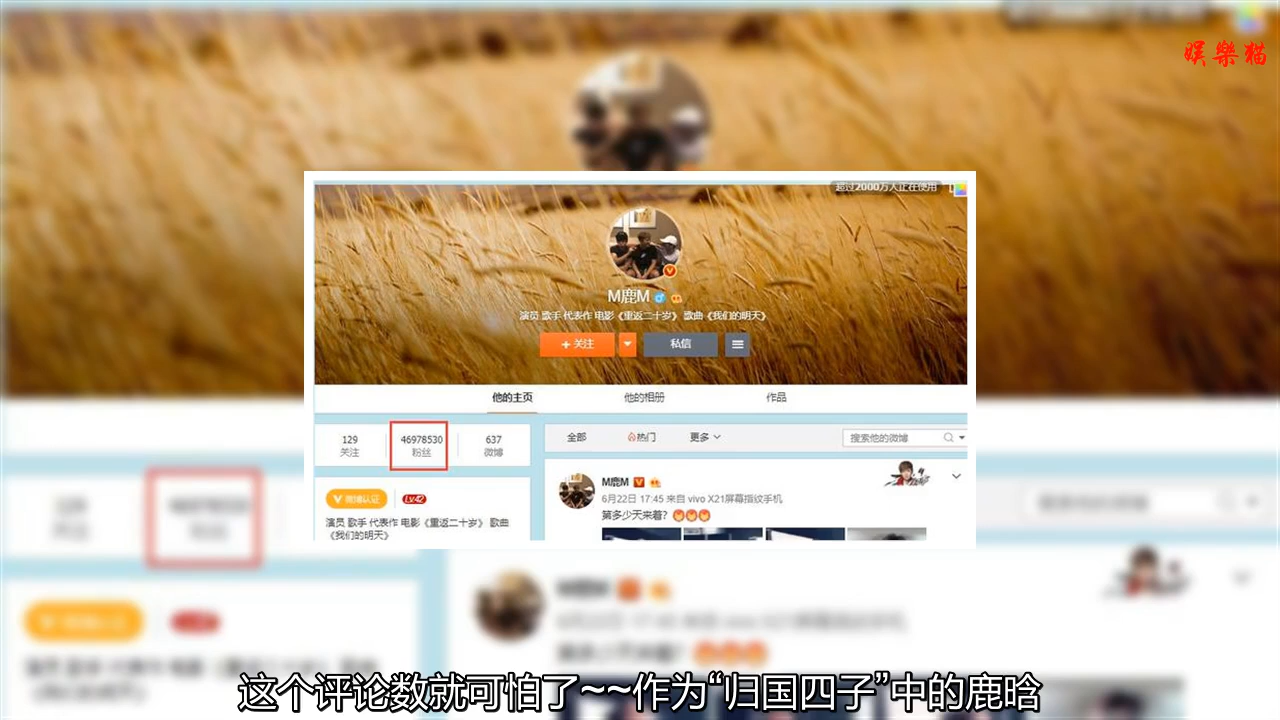 娱樂猫
超过2000万人正在使用
M鹿M
演员 歌手 代表作 电影《重返二十岁》 歌曲《我们的明天》
+ 关注
私信
他的主页
他的相册
作品
129
关注
46978530
粉丝
637
微博
全部
热门
更多
搜索他的微博
微博认证
LV.42
演员 歌手 代表作 电影《重返二十岁》 歌曲
《我们的明天》
M鹿M
6月22日 17:45 来自 vivo X21屏幕指纹手机
第多少天来着?
这个评论数就可怕了~~作为“归国四子”中的鹿晗